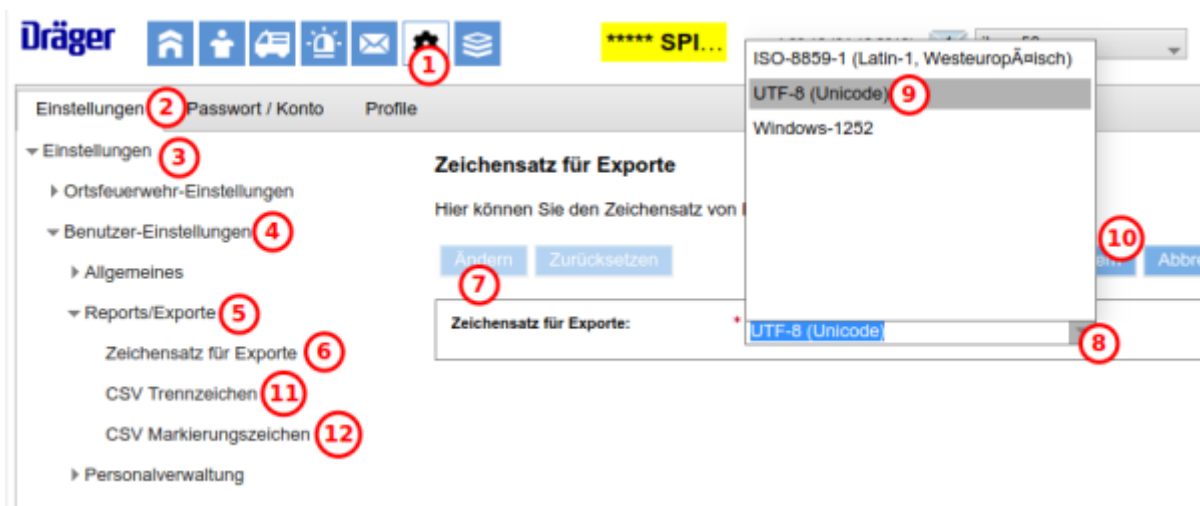 Dräger
***** SPI...
1
ISO-8859-1 (Latin-1, WesteuropÃ¤isch)
UTF-8 (Unicode) 9
Windows-1252
Einstellungen 2 Passwort / Konto Profile
Einstellungen 3
Ortsfeuerwehr-Einstellungen
Benutzer-Einstellungen 4
Allgemeines
Reports/Exporte 5
Zeichensatz für Exporte 6
CSV Trennzeichen 11
CSV Markierungszeichen 12
Personalverwaltung
Zeichensatz für Exporte
Hier können Sie den Zeichensatz von
10
Ändern Zurücksetzen Abbre
7
Zeichensatz für Exporte: * UTF-8 (Unicode) 8